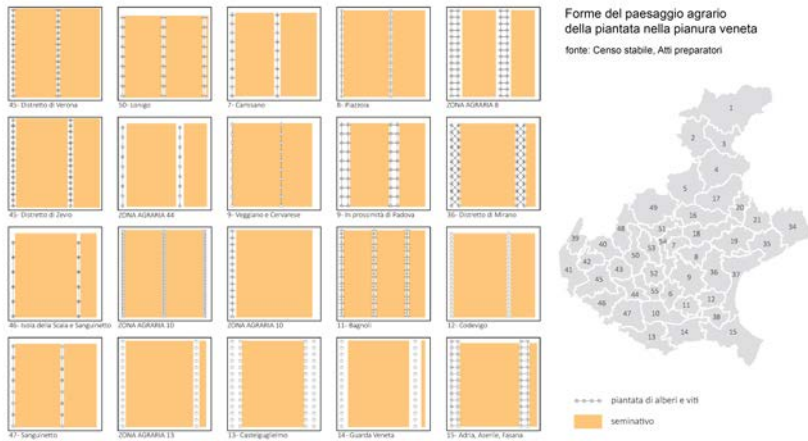 Forme del paesaggio agrario
della piantata nella pianura veneta
fonte: Censo stabile, Atti preparatori
45- Distretto di Verona
50- Lonigo
7- Camisano
8- Piazzola
ZONA AGRARIA 8
45- Distretto di Zevio
ZONA AGRARIA 44
9- Veggiano e Cervarese
9- In prossimità di Padova
36- Distretto di Mirano
46- Isola della Scala e Sanguinetto
ZONA AGRARIA 10
ZONA AGRARIA 10
11- Bagnoli
12- Codevigo
47- Sanguinetto
ZONA AGRARIA 13
13- Castelguglielmo
14- Guarda Veneta
15- Adria, Fasana
1
2
3
4
5
17
49
16
20
21
34
48
51
18
39
40
50
53
54
7
19
35
42
8
41
43
52
9
36
37
45
46
44
55
6
12
11
47
10
38
13
14
15
piantata di alberi e viti
seminativo